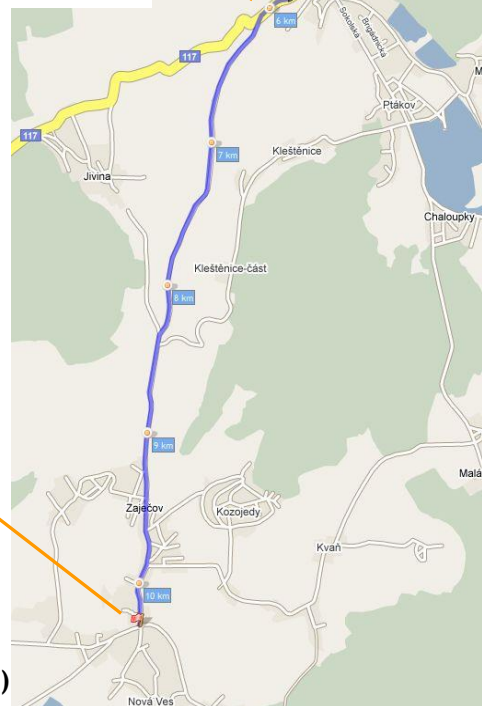 6 km
Sokolská
Brigádnická
117
M
Ptákov
117
7 km
Kleštěnice
Jivina
Chaloupky
Kleštěnice-část
8 km
9 km
Malá
Zaječov
Kozojedy
Kvaň
10 km
)
Nová Ves